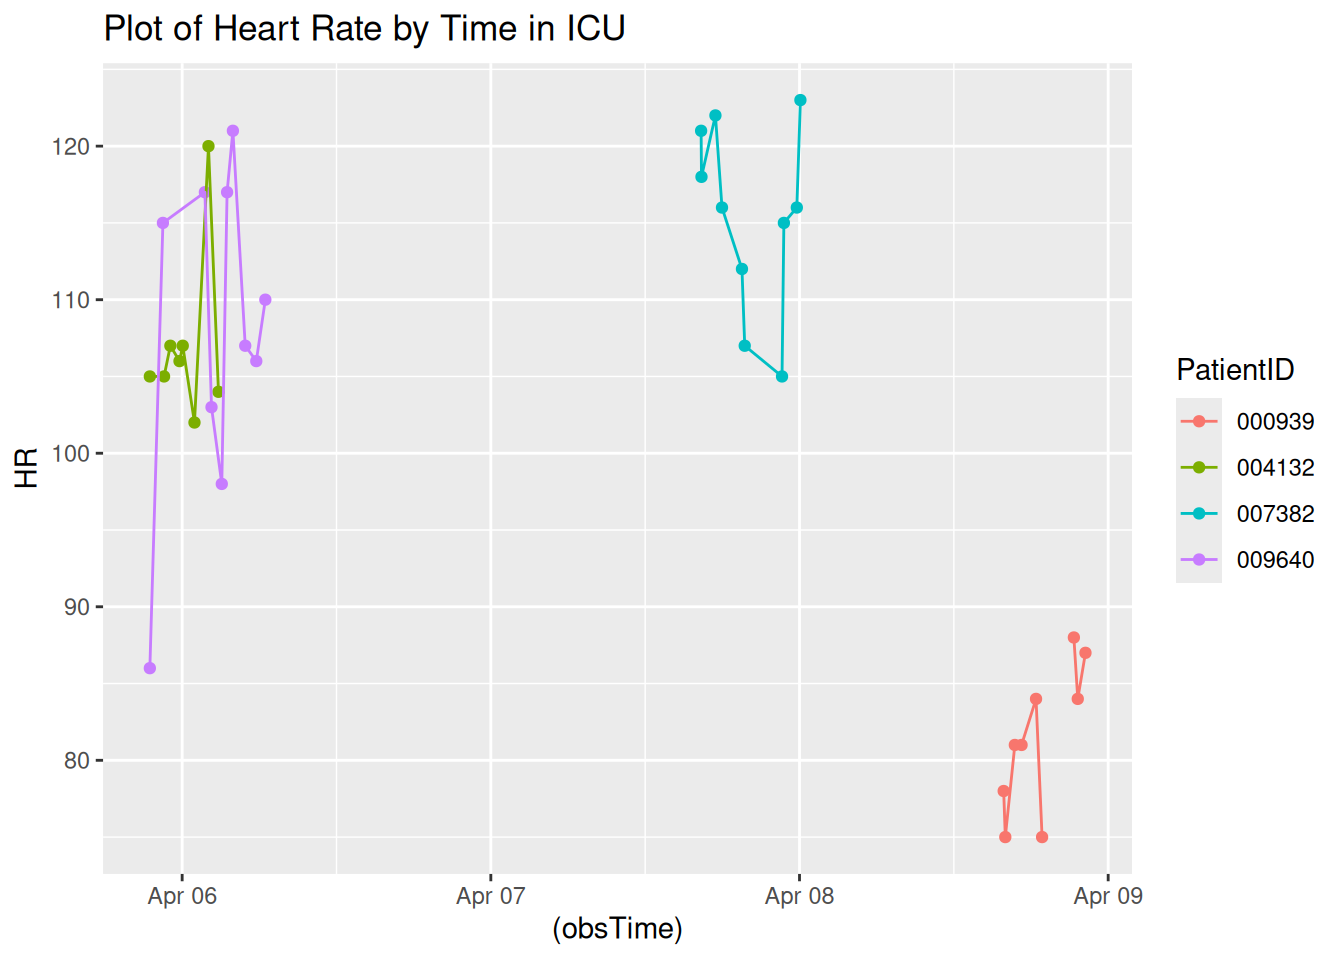 Plot of Heart Rate by Time in ICU
120
110
100
90
80
HR
Apr 06
Apr 07
Apr 08
Apr 09
(obsTime)
PatientID
000939
004132
007382
009640